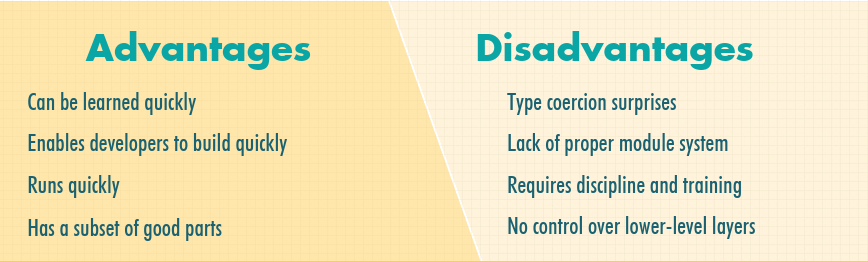 Advantages
Can be learned quickly
Enables developers to build quickly
Runs quickly
Has a subset of good parts
Disadvantages
Type coercion surprises
Lack of proper module system
Requires discipline and training
No control over lower-level layers